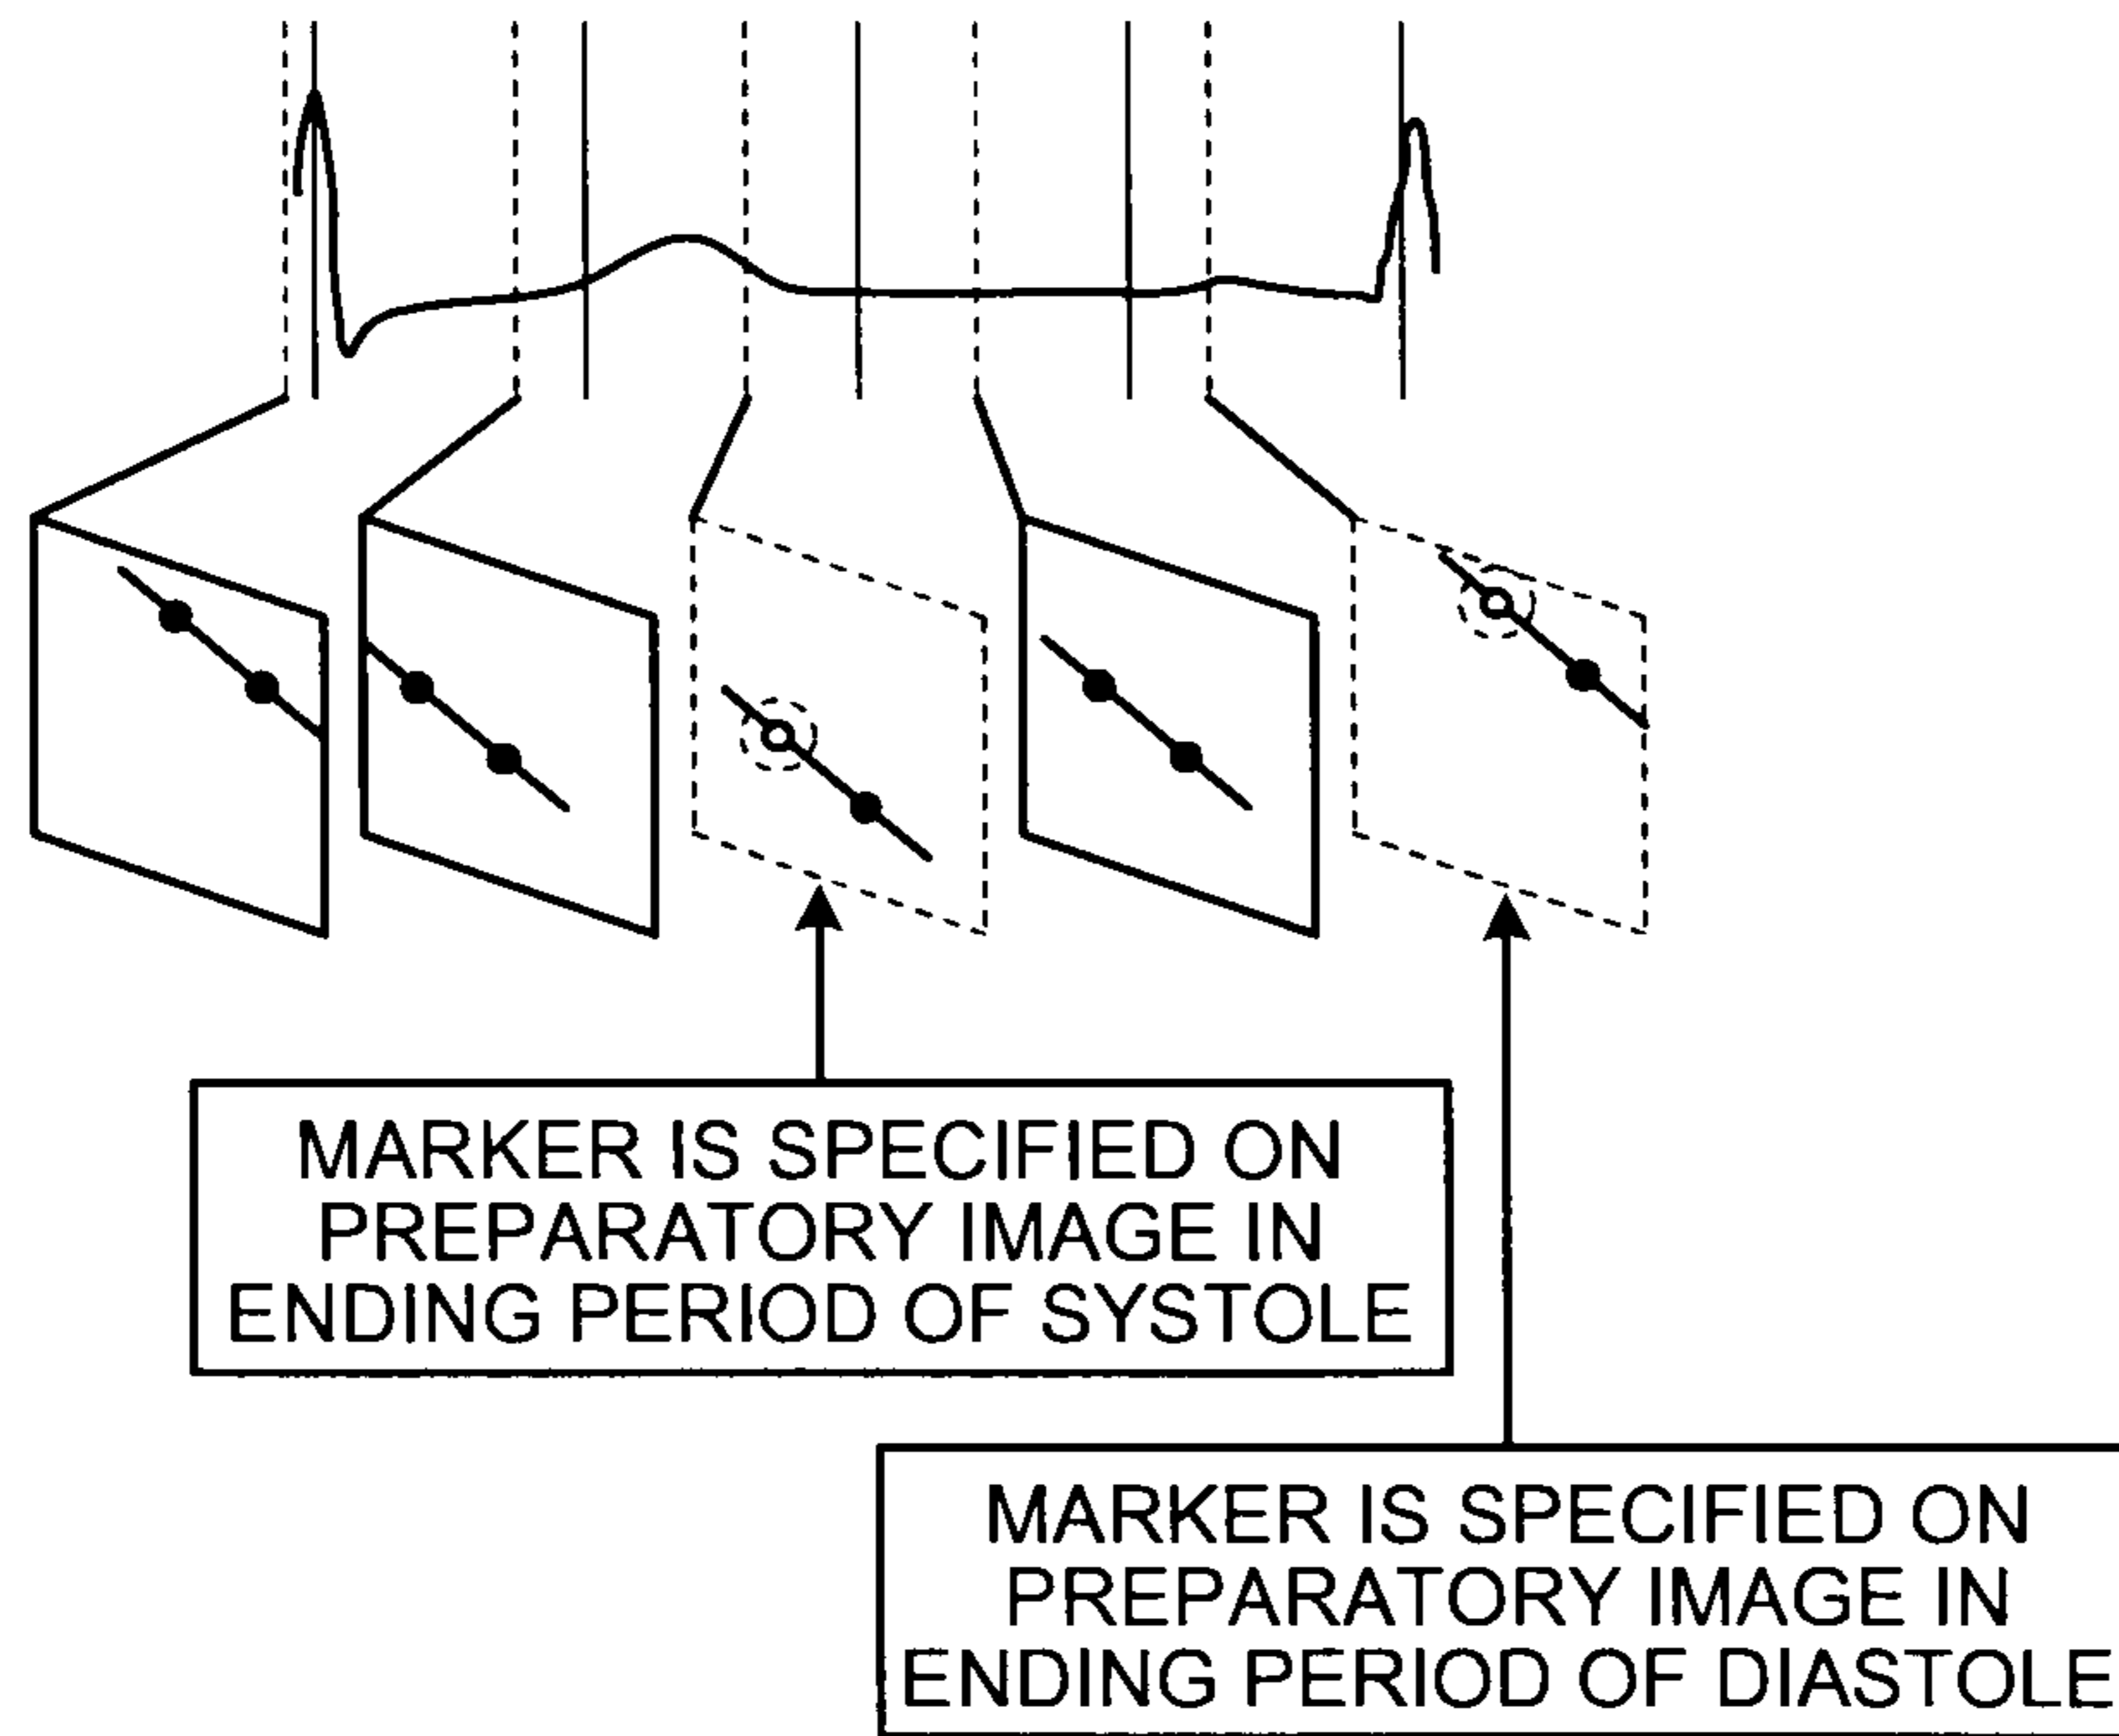 MARKER IS SPECIFIED ON
PREPARATORY IMAGE IN
ENDING PERIOD OF SYSTOLE
MARKER IS SPECIFIED ON
PREPARATORY IMAGE IN
ENDING PERIOD OF DIASTOLE